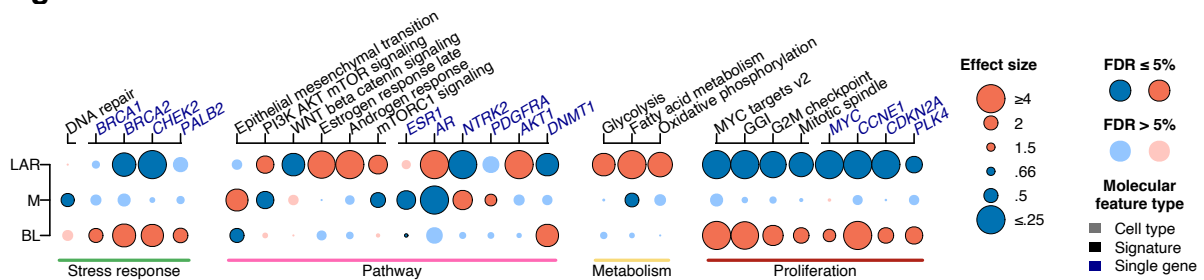 DNA repair
BRCA1
BRCA2
CHEK2
PALB2
Epithelial mesenchymal transition
PI3K AKT mTOR signaling
WNT beta catenin signaling
Estrogen response late
Androgen response
mTORC1 signaling
ESR1
AR
NTRK2
PDGFRA
AKT1
DNMT1
Glycolysis
Fatty acid metabolism
Oxidative phosphorylation
MYC targets v2
GGI
G2M checkpoint
Mitotic spindle
MYC
CCNE1
CDKN2A
PLK4
LAR
M
BL
Stress response
Pathway
Metabolism
Proliferation
Effect size
≥4
2
1.5
.66
.5
≤.25
FDR ≤ 5%
FDR > 5%
Molecular
feature type
Cell type
Signature
Single gene